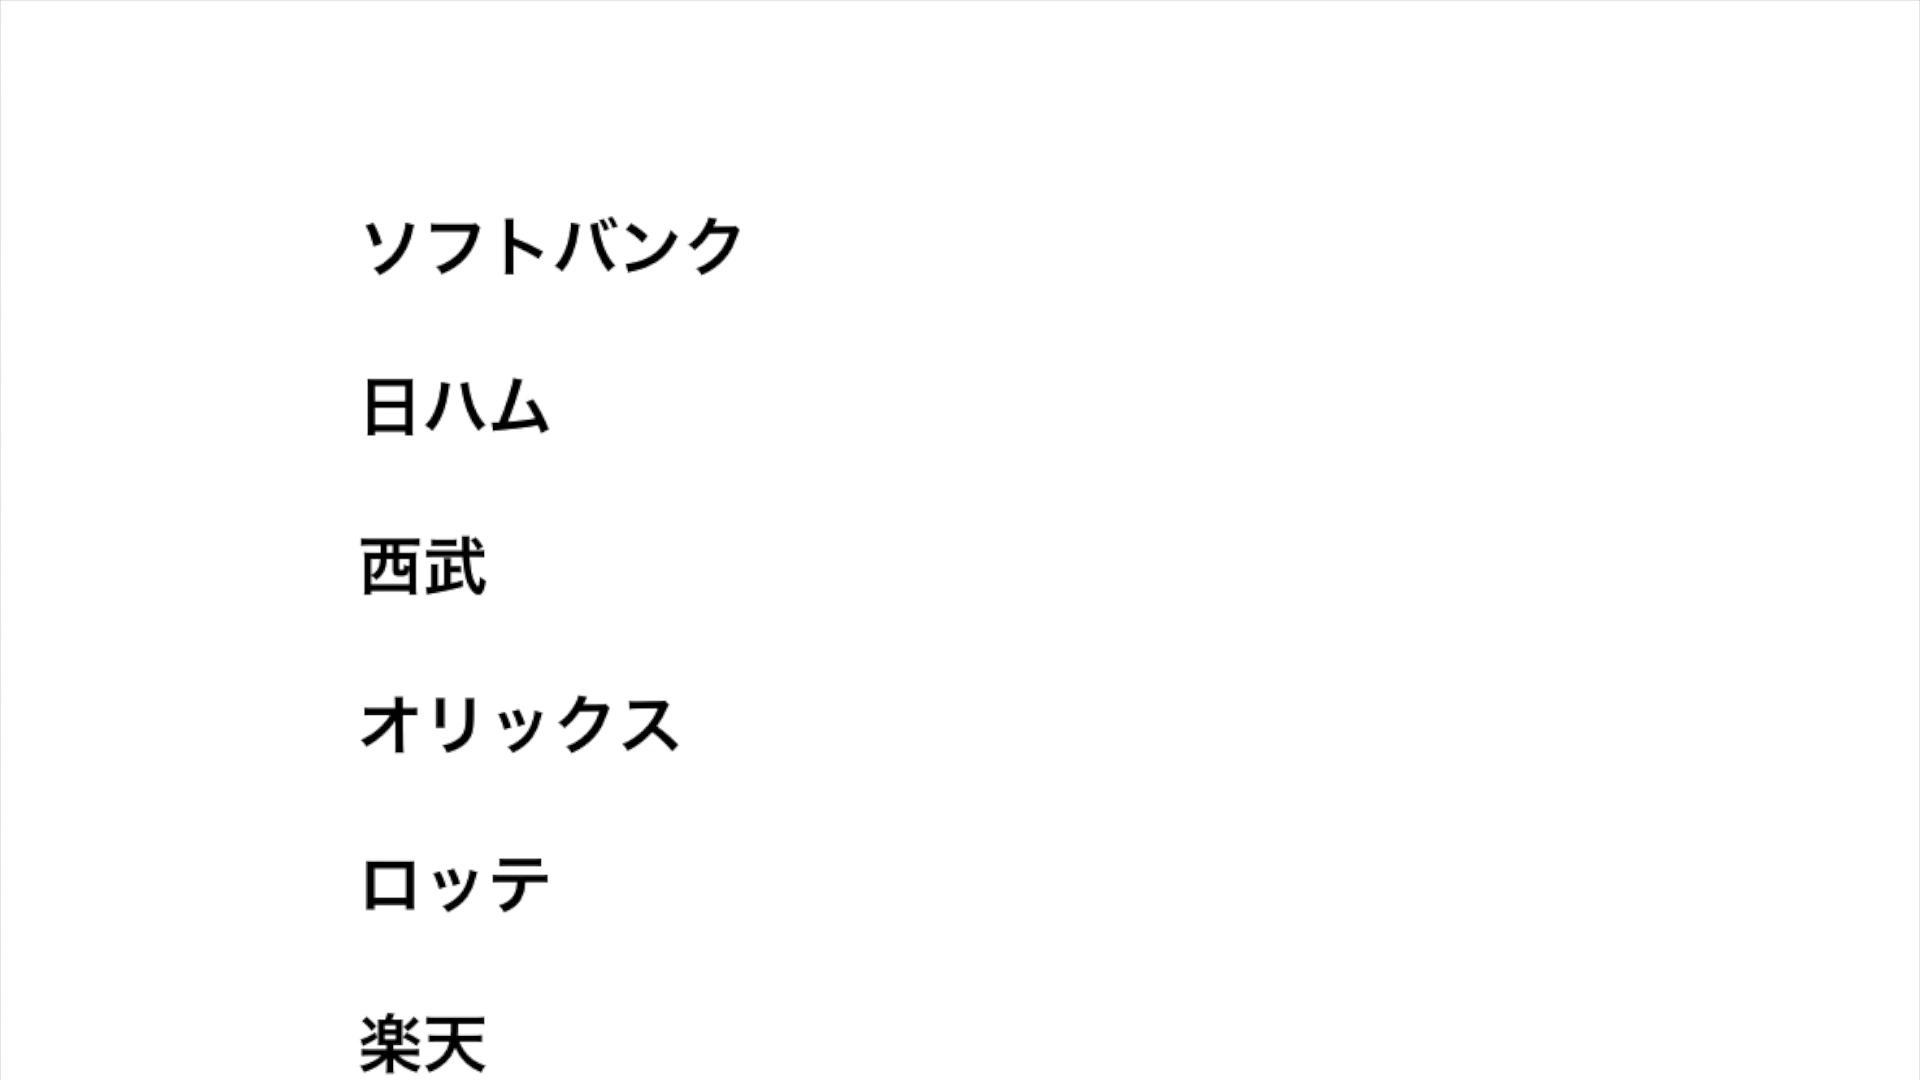 ソフトバンク
日ハム
西武
オリックス
ロッテ
楽天